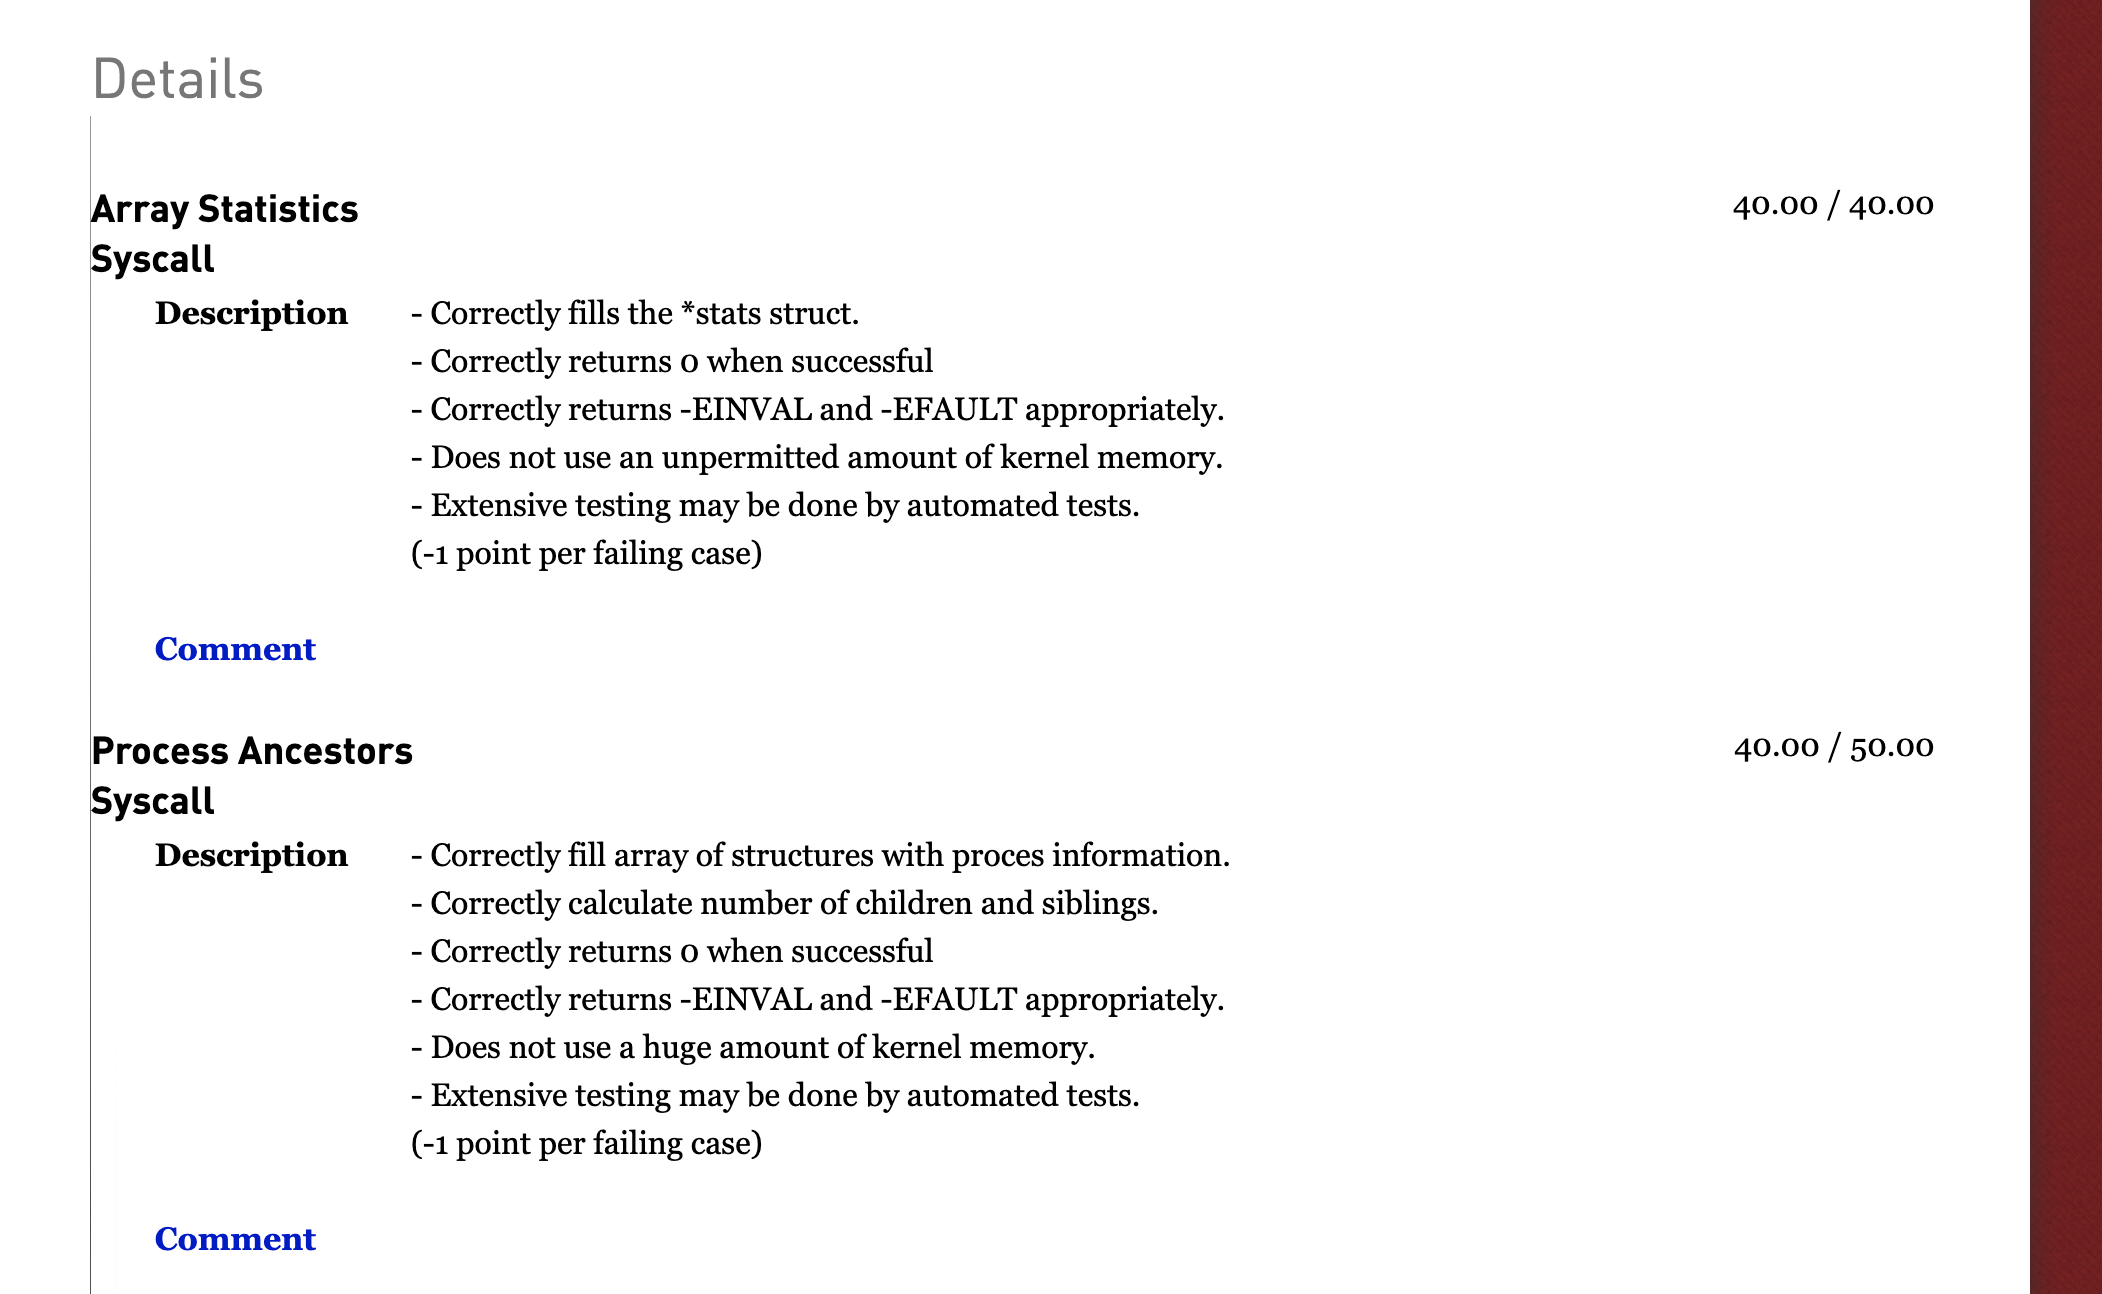 Details
Array Statistics
Syscall
40.00 / 40.00
Description
- Correctly fills the *stats struct.
- Correctly returns 0 when successful
- Correctly returns -EINVAL and -EFAULT appropriately.
- Does not use an unpermitted amount of kernel memory.
- Extensive testing may be done by automated tests.
(-1 point per failing case)
Comment
Process Ancestors
Syscall
40.00 / 50.00
Description
- Correctly fill array of structures with proces information.
- Correctly calculate number of children and siblings.
- Correctly returns 0 when successful
- Correctly returns -EINVAL and -EFAULT appropriately.
- Does not use a huge amount of kernel memory.
- Extensive testing may be done by automated tests.
(-1 point per failing case)
Comment